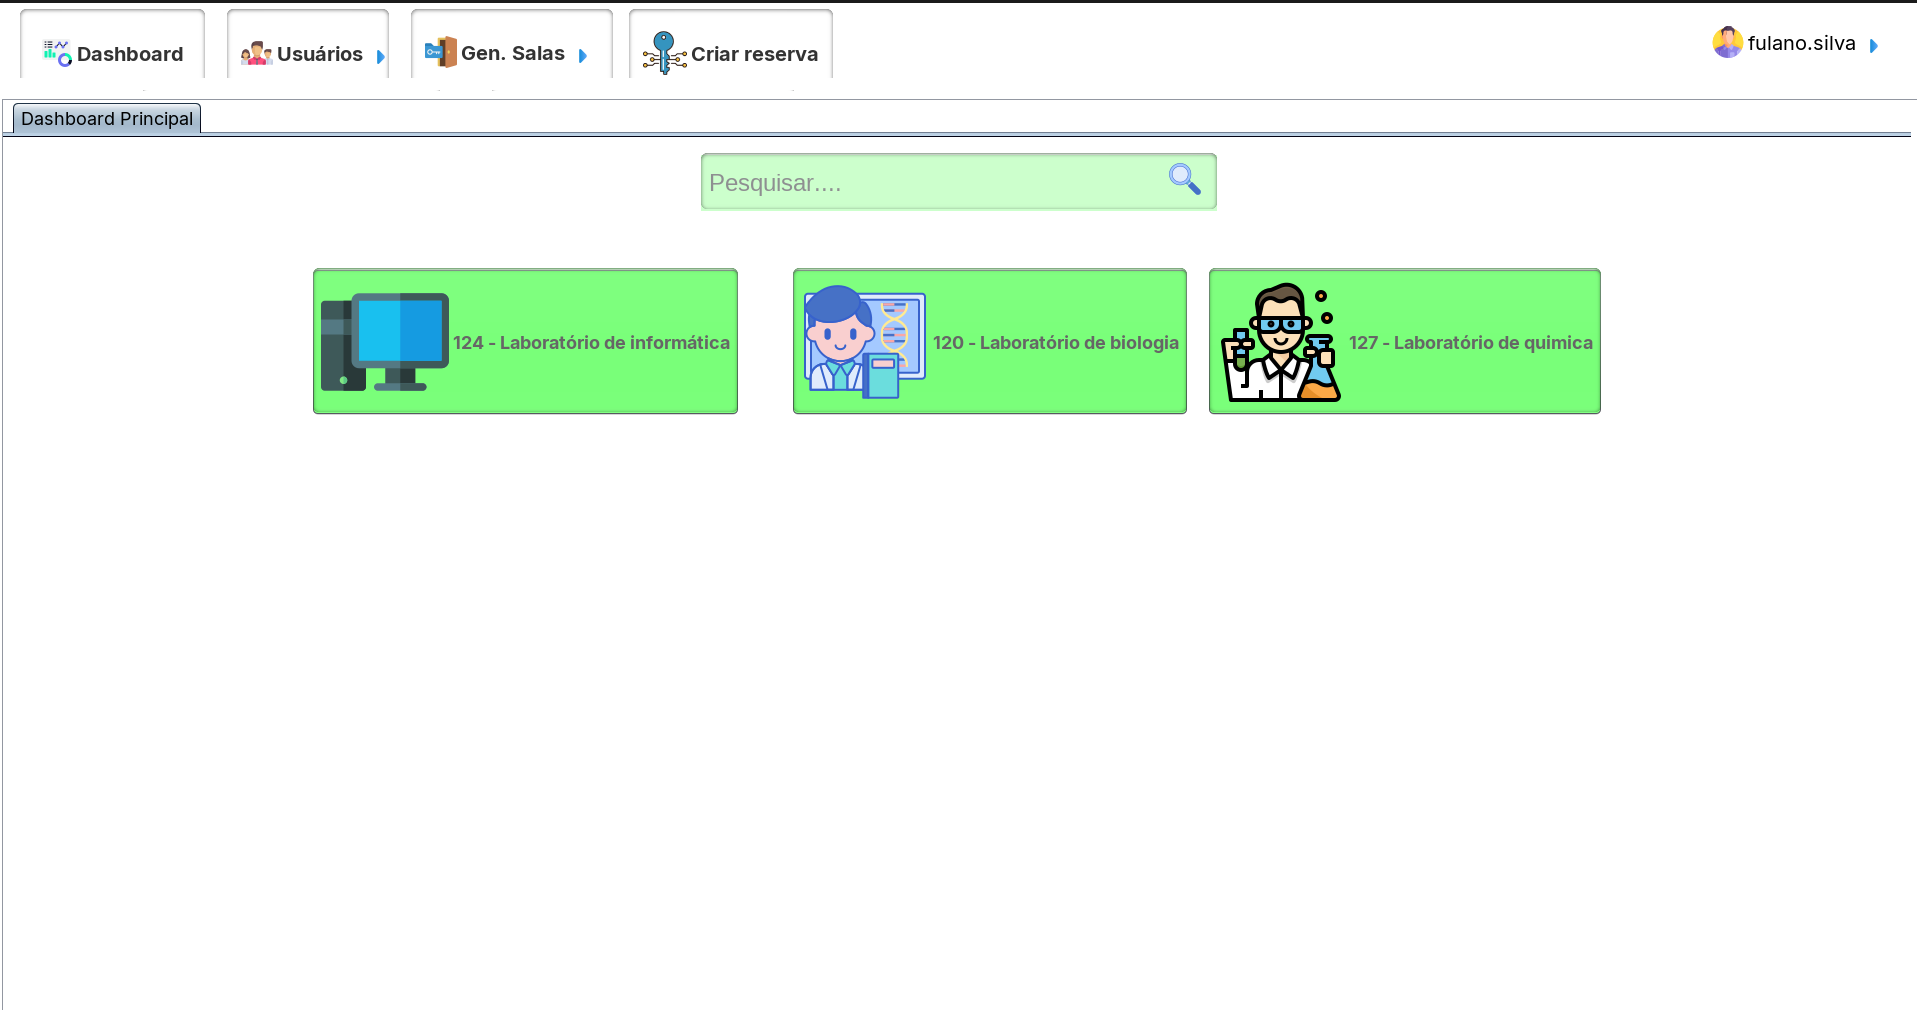 Dashboard
Usuários
Gen. Salas
Criar reserva
fulano.silva
Dashboard Principal
Pesquisar....
124 - Laboratório de informática
120 - Laboratório de biologia
127 - Laboratório de quimica